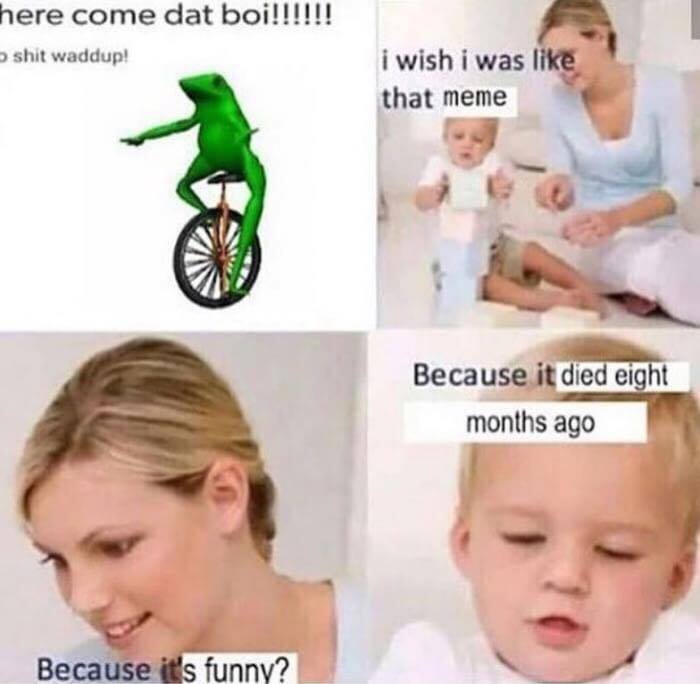 here come dat boi!!!!!!
o shit waddup!
i wish i was like
that meme
Because it's funny?
Because it died eight
months ago